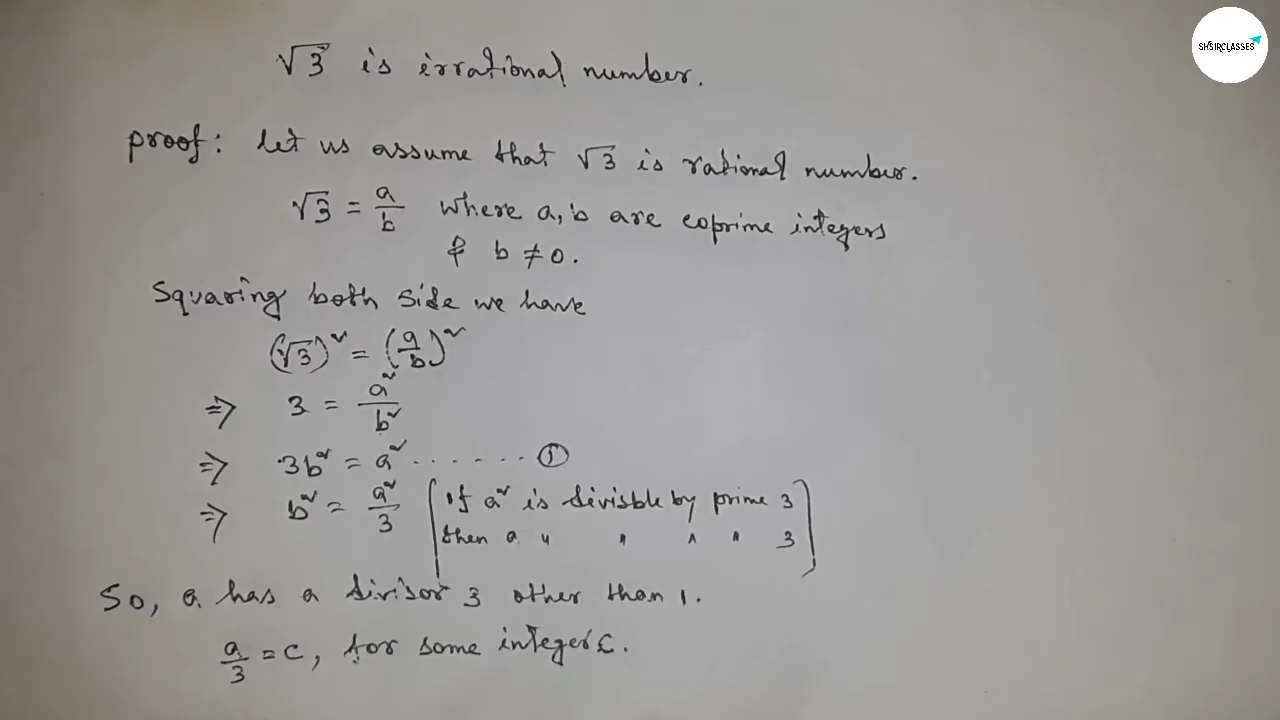 SHSIRCLASSES
√3 is irrational number.
proof: let us assume that √3 is rational number.
√3 = a/b where a, b are coprime integers
& b ≠ 0.
Squaring both side we have
(√3)² = (a/b)²
⇒ 3 = a²/b²
⇒ 3b² = a² . . . . . . ①
⇒ b² = a²/3 [If a² is divisble by prime 3
then a " " " " 3]
So, a has a divisor 3 other than 1.
a/3 = c, for some integer c.